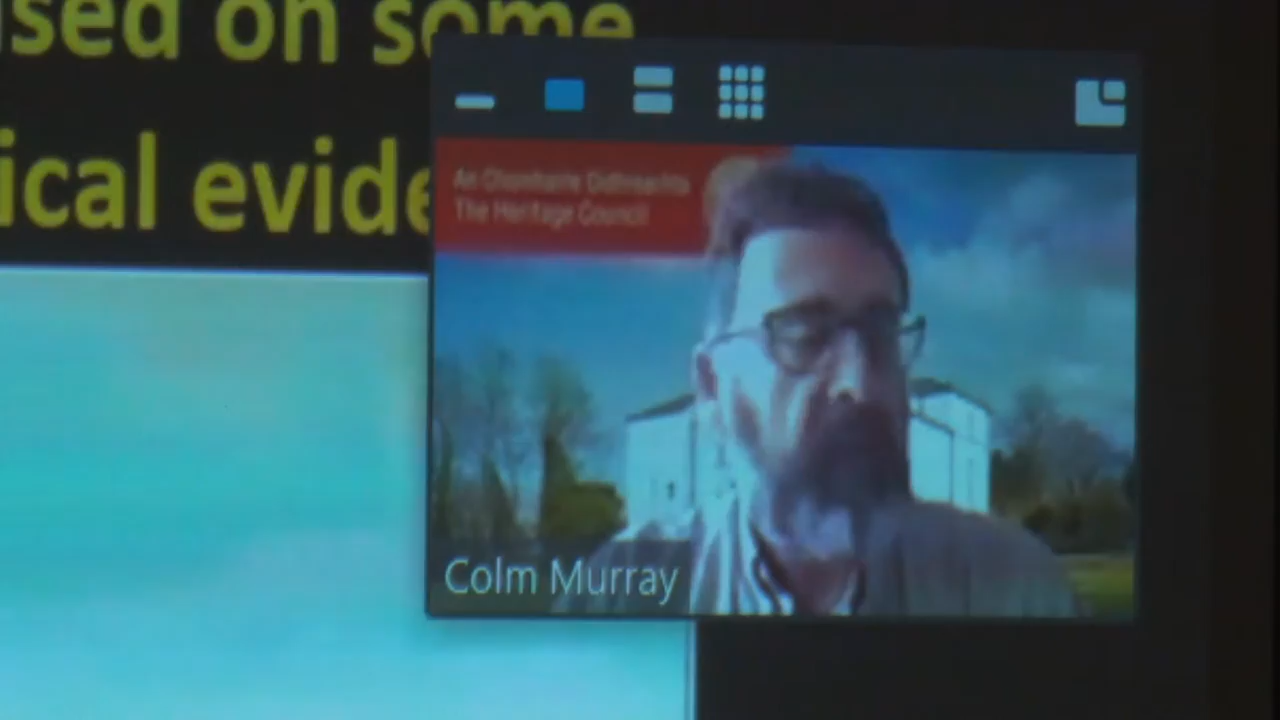 sed on some
ical evide
An Chomhairle Oidhreachta
The Heritage Council
Colm Murray